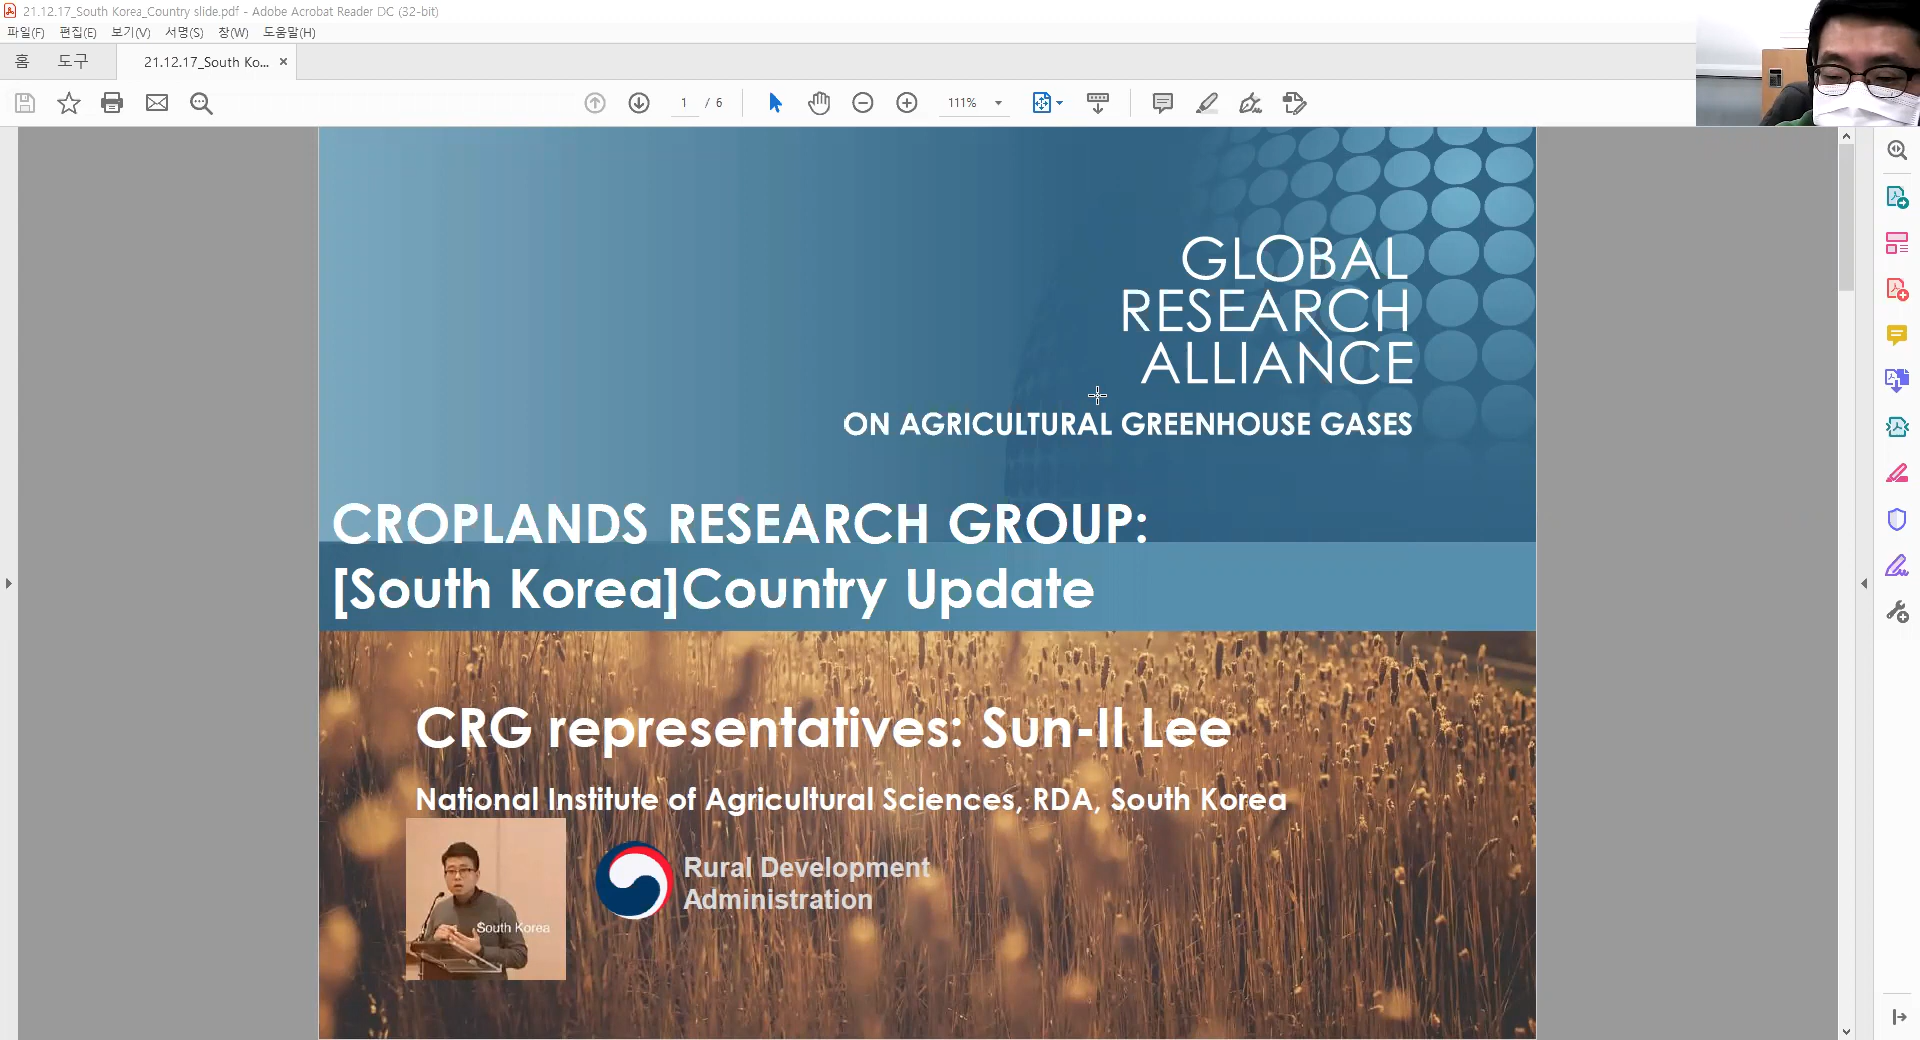 21.12.17_South Korea_Country slide.pdf - Adobe Acrobat Reader DC (32-bit)
파일(F) 편집(E) 보기(V) 서명(S) 창(W) 도움말(H)
홈 도구 21.12.17_South Ko... ×
1 / 6 111%
GLOBAL
RESEARCH
ALLIANCE
ON AGRICULTURAL GREENHOUSE GASES
CROPLANDS RESEARCH GROUP:
[South Korea]Country Update
CRG representatives: Sun-Il Lee
National Institute of Agricultural Sciences, RDA, South Korea
Rural Development
Administration
South Korea